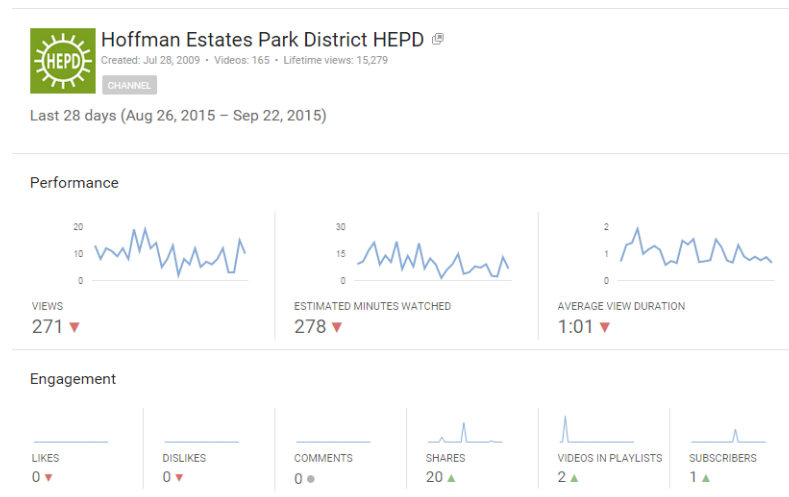 HEPD
Hoffman Estates Park District HEPD
Created: Jul 28, 2009 • Videos: 165 • Lifetime views: 15,279
CHANNEL
Last 28 days (Aug 26, 2015 – Sep 22, 2015)
Performance
20
10
0
30
15
0
2
1
0
VIEWS
271
ESTIMATED MINUTES WATCHED
278
AVERAGE VIEW DURATION
1:01
Engagement
LIKES
0
DISLIKES
0
COMMENTS
0
SHARES
20
VIDEOS IN PLAYLISTS
2
SUBSCRIBERS
1